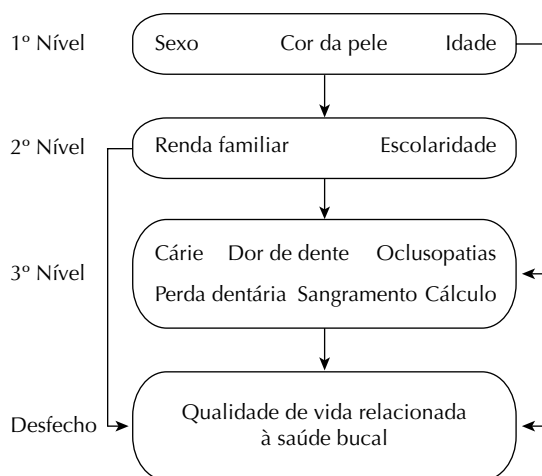 1º Nível Sexo Cor da pele Idade
2º Nível Renda familiar Escolaridade
Cárie Dor de dente Oclusopatias
3º Nível
Perda dentária Sangramento Cálculo
Desfecho Qualidade de vida relacionada
à saúde bucal